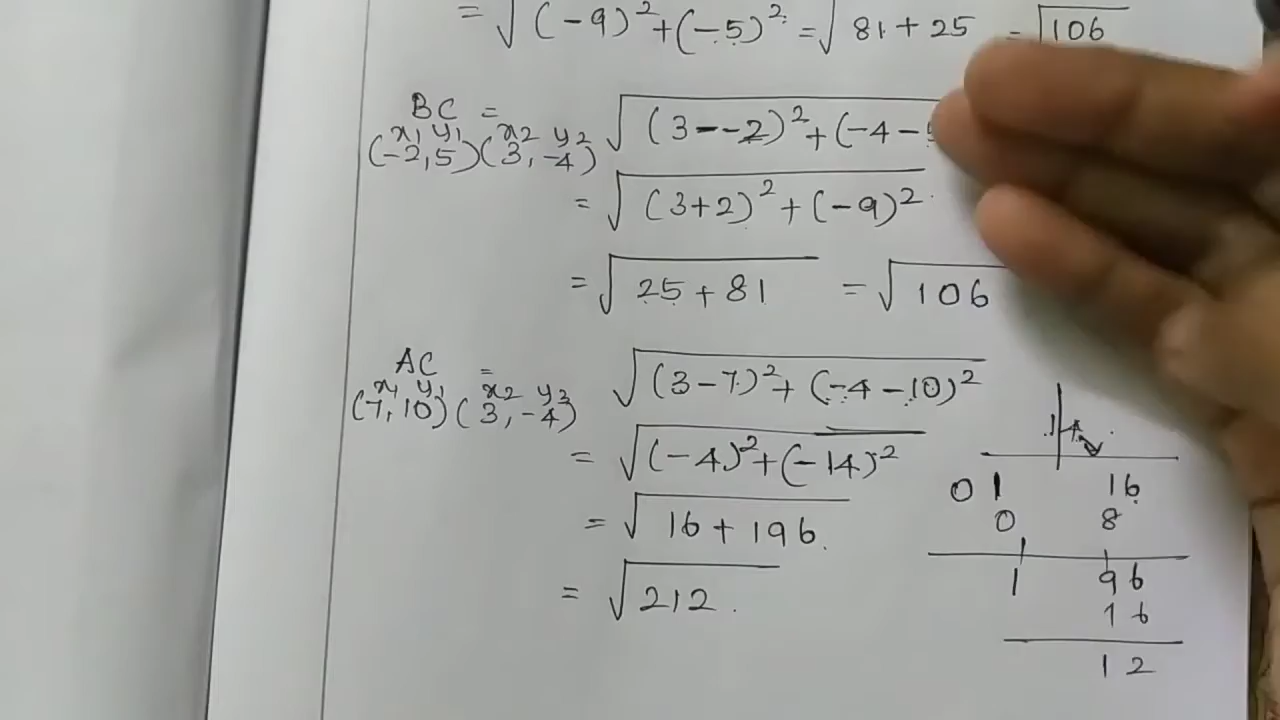 = √(-9)²+(-5)² = √81+25 = √106
BC = √(3--2)²+(-4-
x₁ y₁ x₂ y₂
(-2,5)(3,-4)
= √(3+2)²+(-9)²
= √25+81 = √106
AC = √(3-7)²+(-4-10)²
x₁ y₁ x₂ y₂
(7,10)(3,-4)
= √(-4)²+(-14)²
= √16+196
= √212
0 1 16
0 8
1 96
16
12